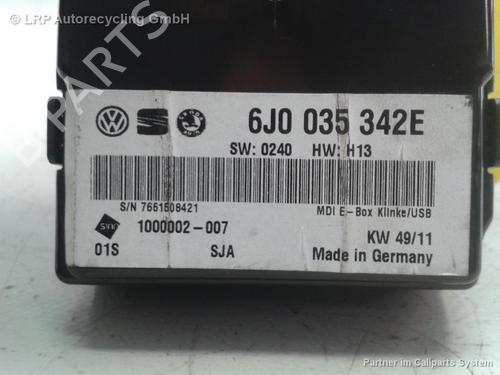 © LRP Autorecycling GmbH
PARTS
6J0 035 342E
SW: 0240 HW: H13
S/N 7661508421
MDI E-Box Klinke/USB
1000002-007
KW 49/11
01S SJA Made in Germany
Partner im Callparts System